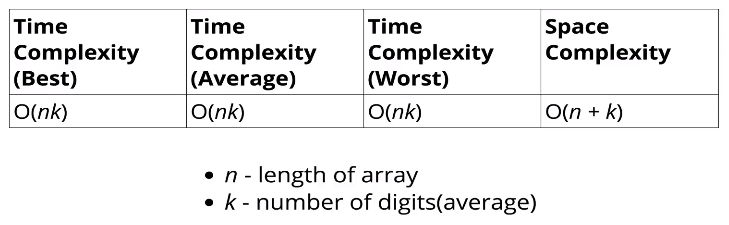 Time Complexity (Best) Time Complexity (Average) Time Complexity (Worst) Space Complexity
O(nk) O(nk) O(nk) O(n + k)
• n - length of array
• k - number of digits(average)